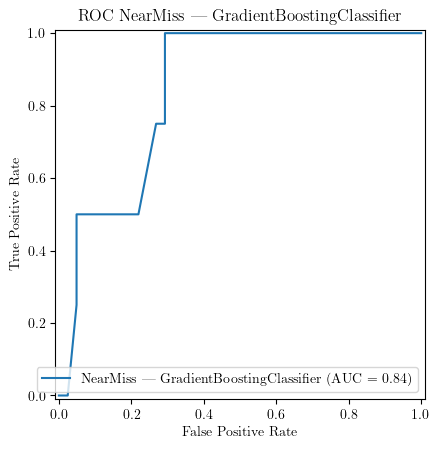 ROC NearMiss — GradientBoostingClassifier
True Positive Rate
1.0
0.8
0.6
0.4
0.2
0.0
NearMiss — GradientBoostingClassifier (AUC = 0.84)
0.0 0.2 0.4 0.6 0.8 1.0
False Positive Rate